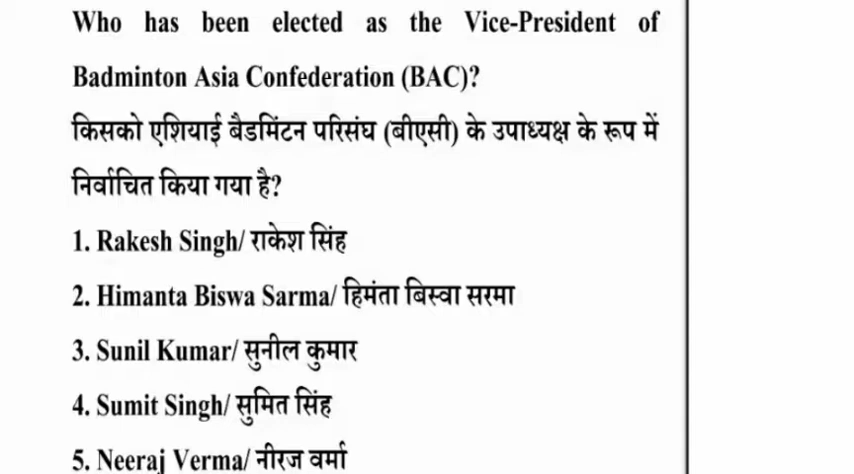 Who has been elected as the Vice-President of
Badminton Asia Confederation (BAC)?
किसको एशियाई बैडमिंटन परिसंघ (बीएसी) के उपाध्यक्ष के रूप में
निर्वाचित किया गया है?
1. Rakesh Singh/ राकेश सिंह
2. Himanta Biswa Sarma/ हिमंता बिस्वा सरमा
3. Sunil Kumar/ सुनील कुमार
4. Sumit Singh/ सुमित सिंह
5. Neeraj Verma/ नीरज वर्मा